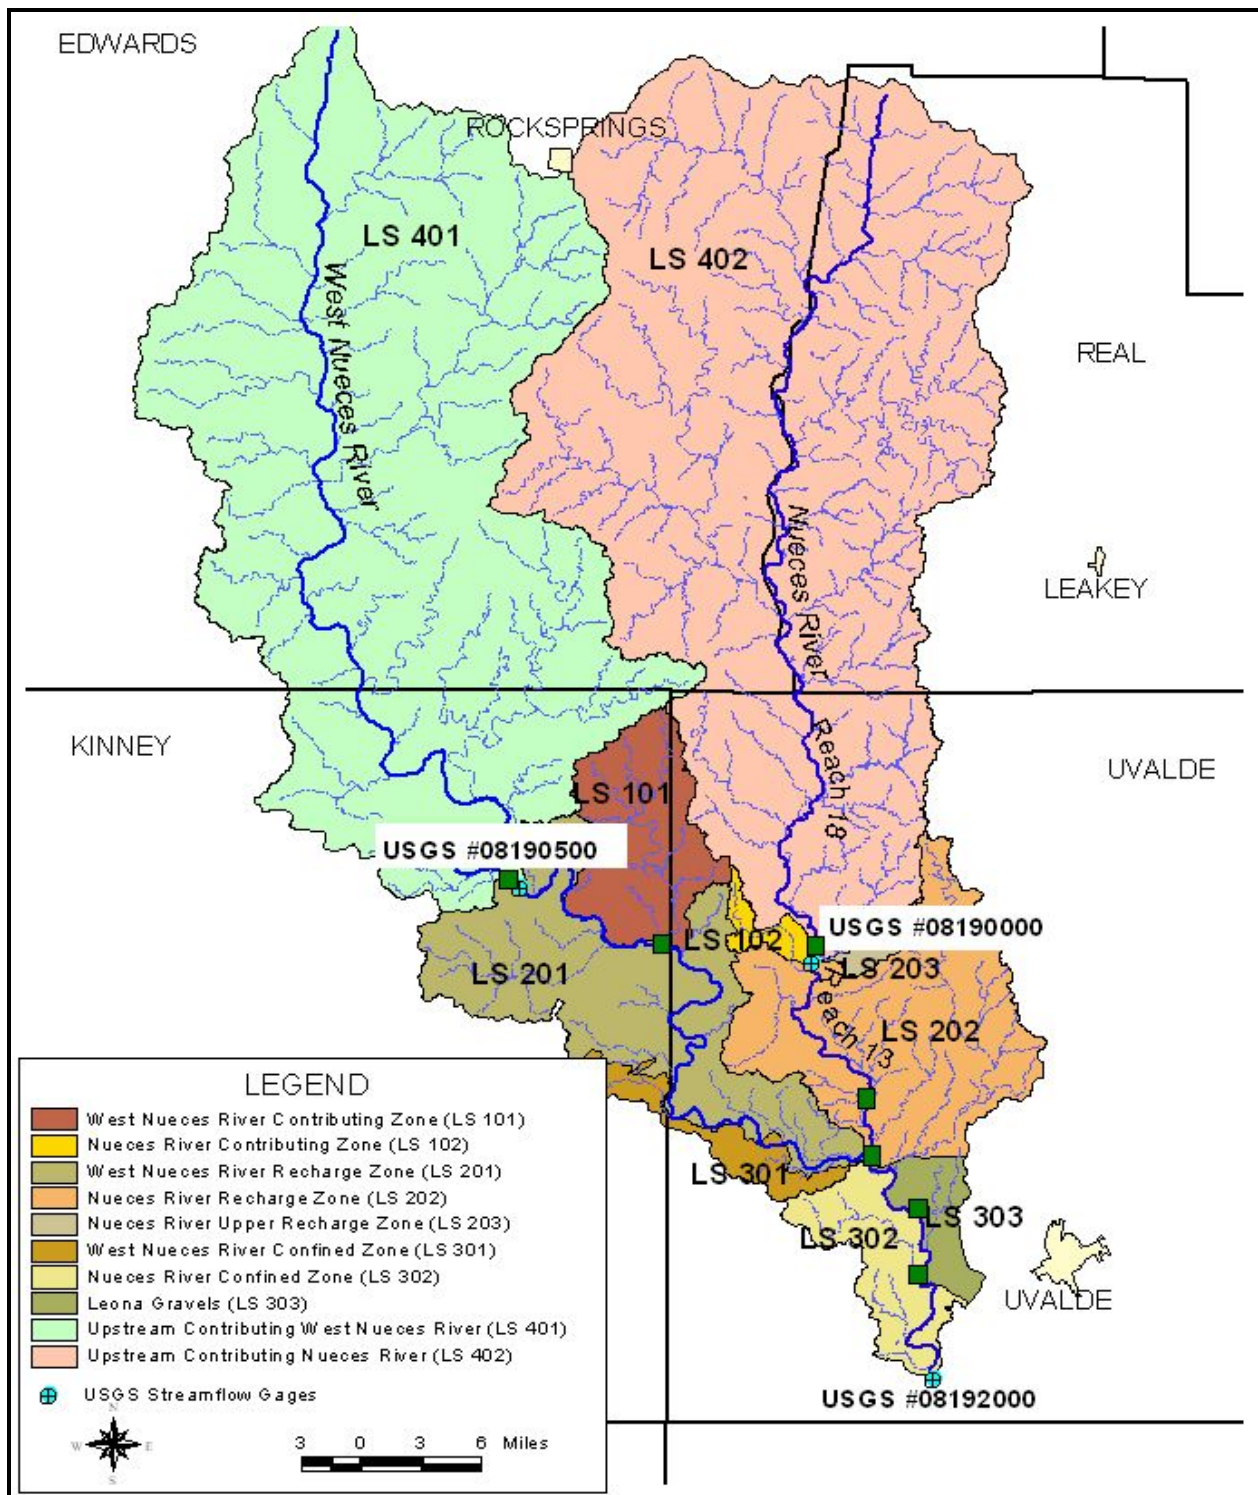 EDWARDS
ROCKSPRINGS
LS 401
LS 402
West Nueces River
REAL
Nueces River
LEAKEY
KINNEY
Reach 18
UVALDE
LS 101
USGS #08190500
USGS #08190000
LS 102
LS 203
LS 201
Reach 13
LS 202
LS 301
LS 303
LS 302
UVALDE
USGS #08192000
LEGEND
West Nueces River Contributing Zone (LS 101)
Nueces River Contributing Zone (LS 102)
West Nueces River Recharge Zone (LS 201)
Nueces River Recharge Zone (LS 202)
Nueces River Upper Recharge Zone (LS 203)
West Nueces River Confined Zone (LS 301)
Nueces River Confined Zone (LS 302)
Leona Gravels (LS 303)
Upstream Contributing West Nueces River (LS 401)
Upstream Contributing Nueces River (LS 402)
USGS Streamflow Gages
N
W E
S
3 0 3 6 Miles